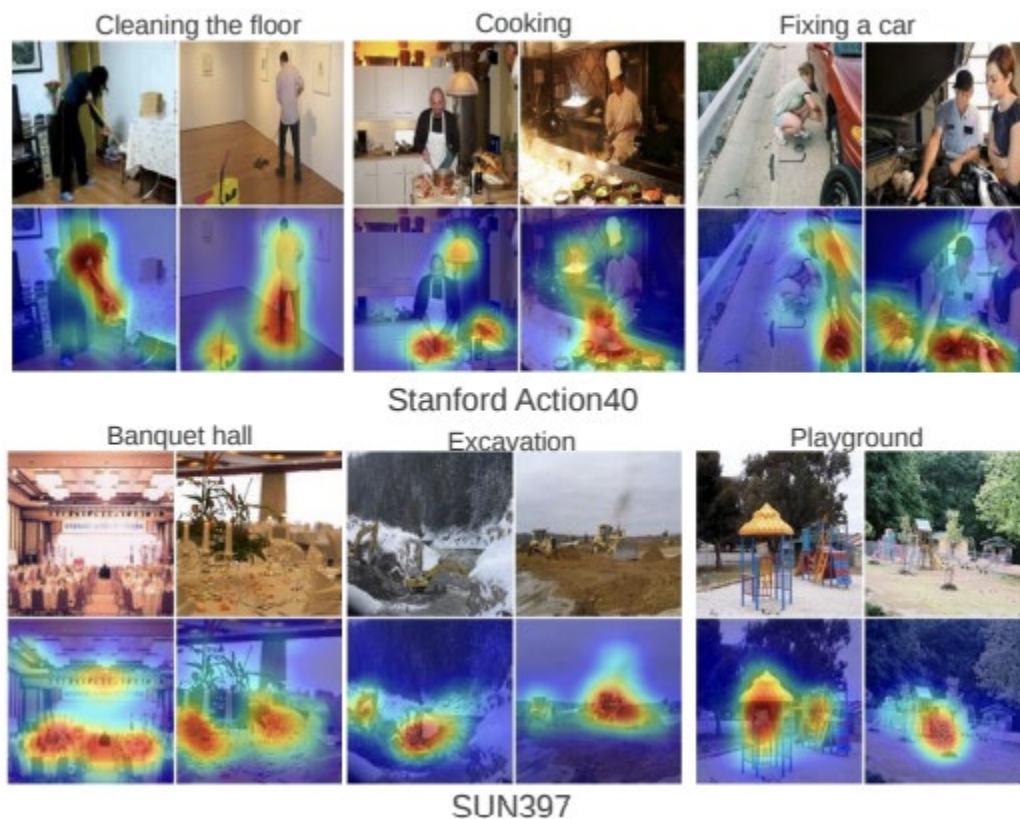 Cleaning the floor
Cooking
Fixing a car
Stanford Action40
Banquet hall
Excavation
Playground
SUN397